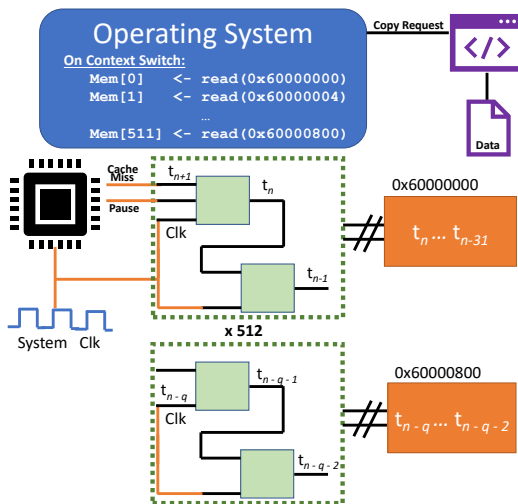 Operating System
Copy Request
On Context Switch:
Mem[0] <- read(0x60000000)
Mem[1] <- read(0x60000004)
…
Mem[511] <- read(0x60000800)
Data
Cache
Miss
Pause
tn+1
tn
Clk
tn-1
0x60000000
tn ... tn-31
System Clk
x 512
tn-q
tn-q-1
Clk
tn-q-2
0x60000800
tn-q ... tn-q-2